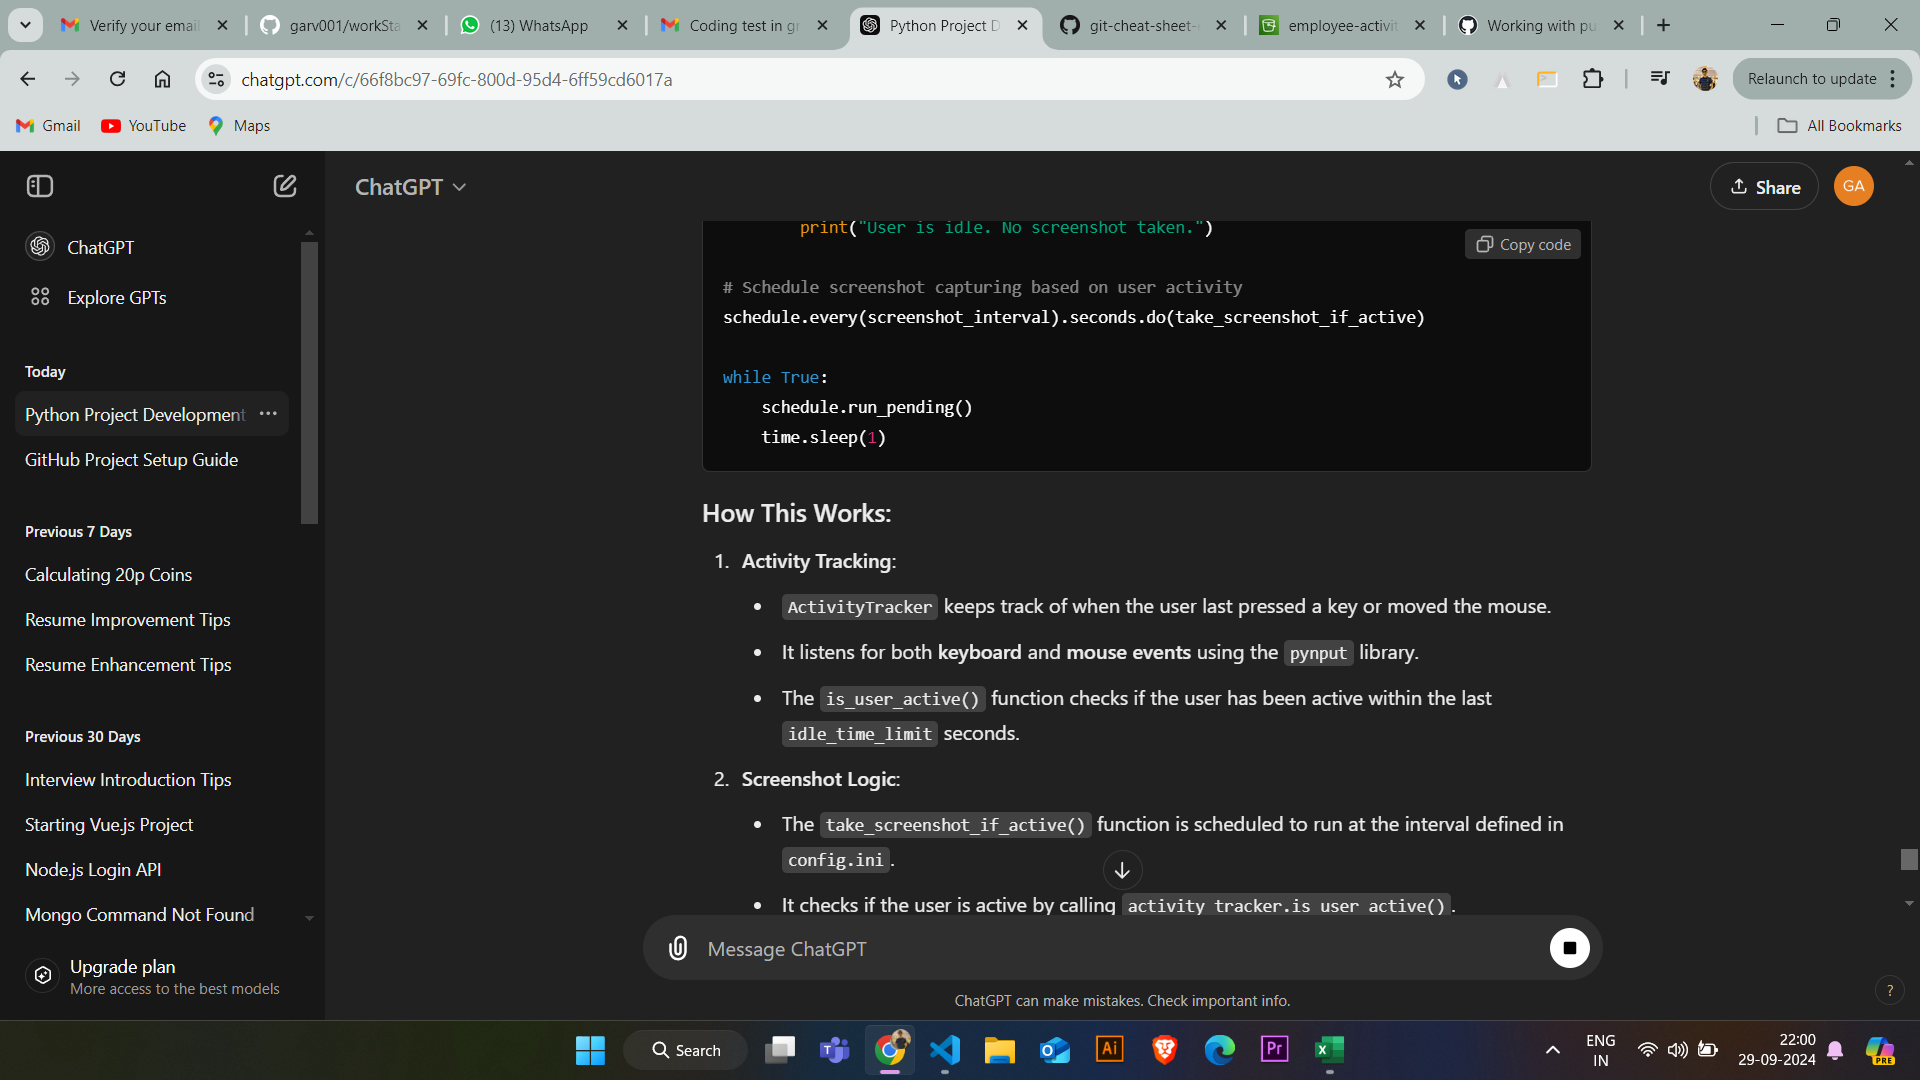 Verify your email
garv001/workSta
(13) WhatsApp
Coding test in gr
Python Project D
git-cheat-sheet-
employee-activit
Working with pu
chatgpt.com/c/66f8bc97-69fc-800d-95d4-6ff59cd6017a
Relaunch to update
Gmail
YouTube
Maps
All Bookmarks
ChatGPT
Share
GA
ChatGPT
Explore GPTs
Today
Python Project Development
GitHub Project Setup Guide
Previous 7 Days
Calculating 20p Coins
Resume Improvement Tips
Resume Enhancement Tips
Previous 30 Days
Interview Introduction Tips
Starting Vue.js Project
Node.js Login API
Mongo Command Not Found
Upgrade plan
More access to the best models
print("User is idle. No screenshot taken.")
Copy code
# Schedule screenshot capturing based on user activity
schedule.every(screenshot_interval).seconds.do(take_screenshot_if_active)
while True:
schedule.run_pending()
time.sleep(1)
How This Works:
1. Activity Tracking:
• ActivityTracker keeps track of when the user last pressed a key or moved the mouse.
• It listens for both keyboard and mouse events using the pynput library.
• The is_user_active() function checks if the user has been active within the last
idle_time_limit seconds.
2. Screenshot Logic:
• The take_screenshot_if_active() function is scheduled to run at the interval defined in
config.ini.
• It checks if the user is active by calling activity_tracker.is_user_active().
Message ChatGPT
ChatGPT can make mistakes. Check important info.
?
Search
Ai
Pr
ENG
IN
22:00
29-09-2024
PRE